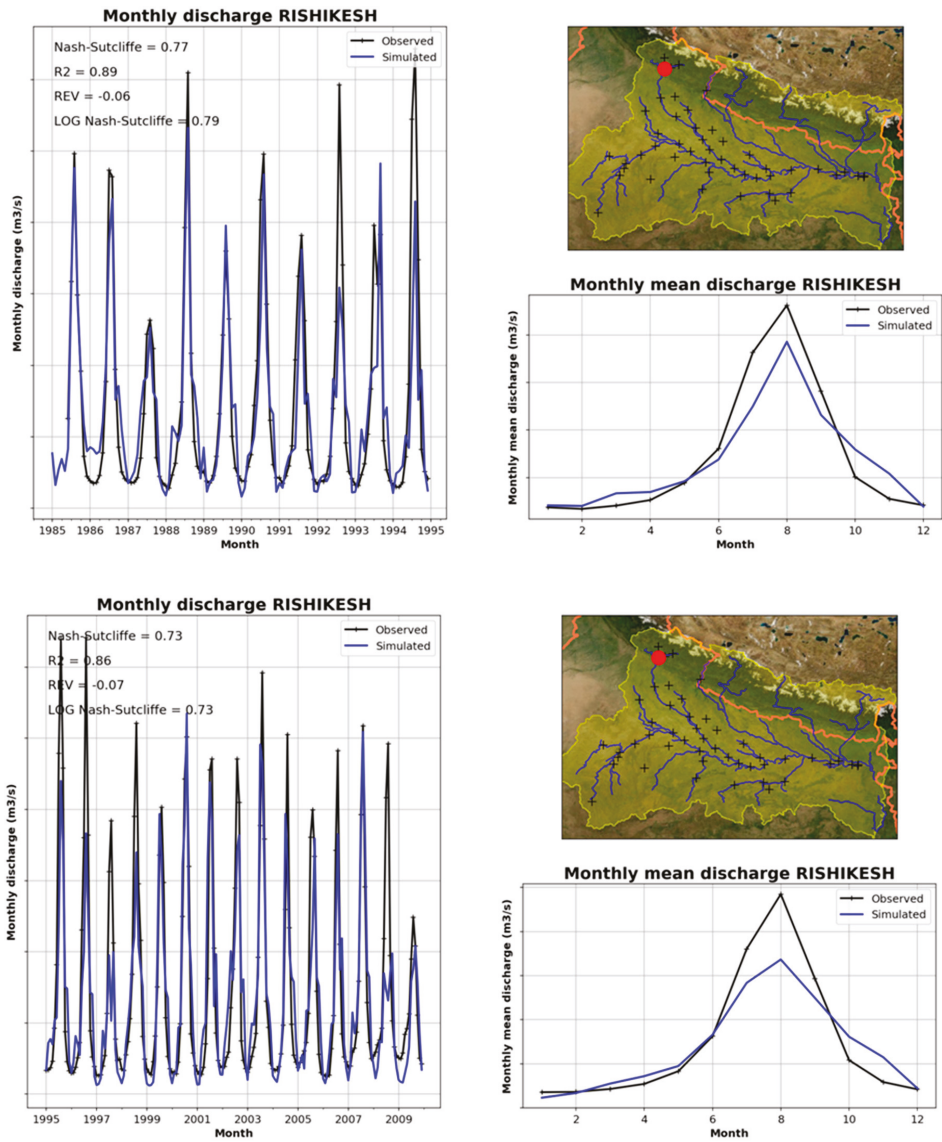 Monthly discharge RISHIKESH
Nash-Sutcliffe = 0.77
R2 = 0.89
REV = -0.06
LOG Nash-Sutcliffe = 0.79
Observed
Simulated
Monthly discharge (m3/s)
1985 1986 1987 1988 1989 1990 1991 1992 1993 1994 1995
Month
Monthly mean discharge RISHIKESH
Observed
Simulated
Monthly mean discharge (m3/s)
2 4 6 8 10 12
Month
Monthly discharge RISHIKESH
Nash-Sutcliffe = 0.73
R2 = 0.86
REV = -0.07
LOG Nash-Sutcliffe = 0.73
Observed
Simulated
Monthly discharge (m3/s)
1995 1997 1999 2001 2003 2005 2007 2009
Month
Monthly mean discharge RISHIKESH
Observed
Simulated
Monthly mean discharge (m3/s)
2 4 6 8 10 12
Month